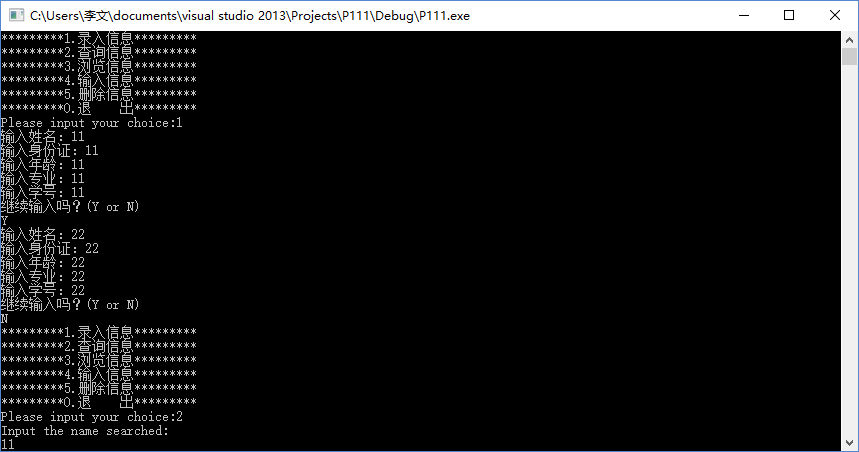 C:\Users\李文\documents\visual studio 2013\Projects\P111\Debug\P111.exe
*********1.录入信息*********
*********2.查询信息*********
*********3.浏览信息*********
*********4.输入信息*********
*********5.删除信息*********
*********0.退    出*********
Please input your choice:1
输入姓名: 11
输入身份证: 11
输入年龄: 11
输入专业: 11
输入学号: 11
继续输入吗？(Y or N)
Y
输入姓名: 22
输入身份证: 22
输入年龄: 22
输入专业: 22
输入学号: 22
继续输入吗？(Y or N)
N
*********1.录入信息*********
*********2.查询信息*********
*********3.浏览信息*********
*********4.输入信息*********
*********5.删除信息*********
*********0.退    出*********
Please input your choice:2
Input the name searched:
11